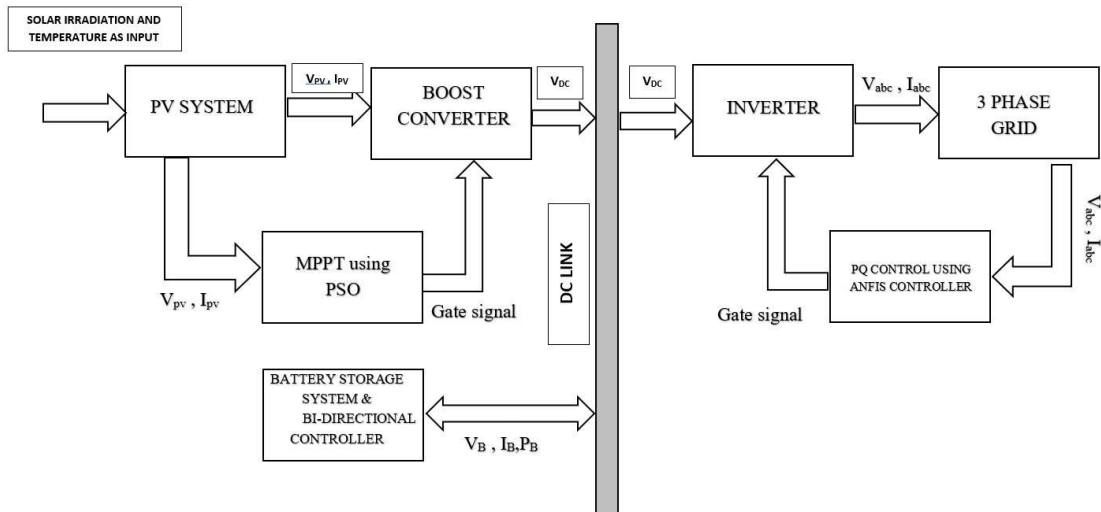 SOLAR IRRADIATION AND
TEMPERATURE AS INPUT
PV SYSTEM
VPV , IPV
BOOST
CONVERTER
VDC
VDC
INVERTER
Vabc , Iabc
3 PHASE
GRID
Vabc , Iabc
MPPT using
PSO
Vpv , Ipv
Gate signal
DC LINK
PQ CONTROL USING
ANFIS CONTROLLER
Gate signal
BATTERY STORAGE
SYSTEM &
BI-DIRECTIONAL
CONTROLLER
VB , IB,PB